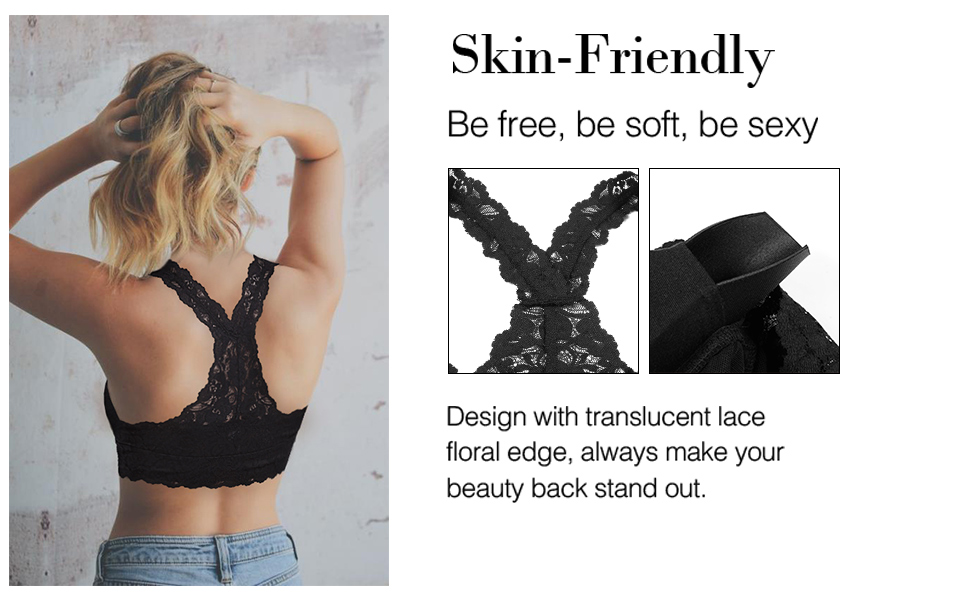 Skin-Friendly
Be free, be soft, be sexy
Design with translucent lace
floral edge, always make your
beauty back stand out.